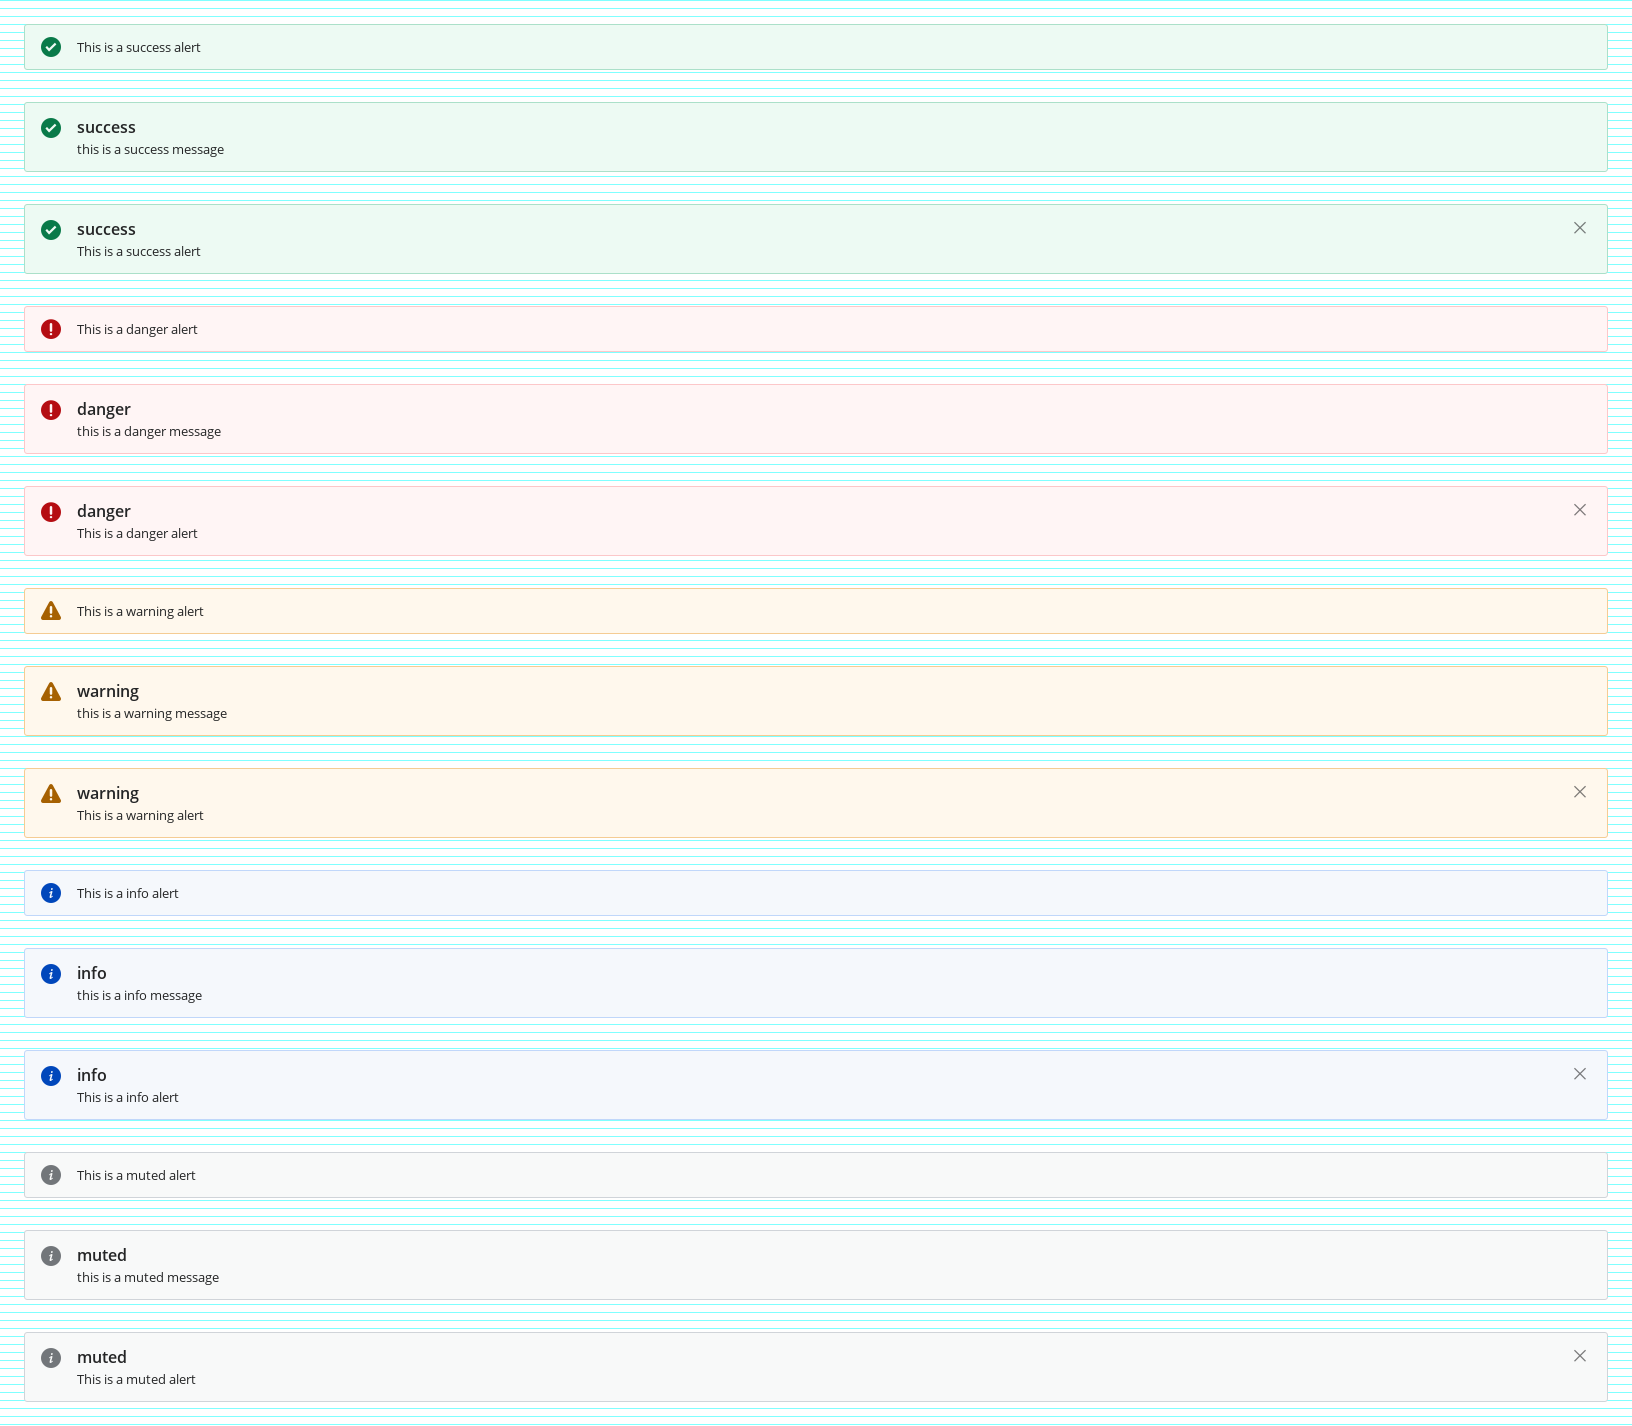 This is a success alert
success
this is a success message
success
This is a success alert
This is a danger alert
danger
this is a danger message
danger
This is a danger alert
This is a warning alert
warning
this is a warning message
warning
This is a warning alert
This is a info alert
info
this is a info message
info
This is a info alert
This is a muted alert
muted
this is a muted message
muted
This is a muted alert